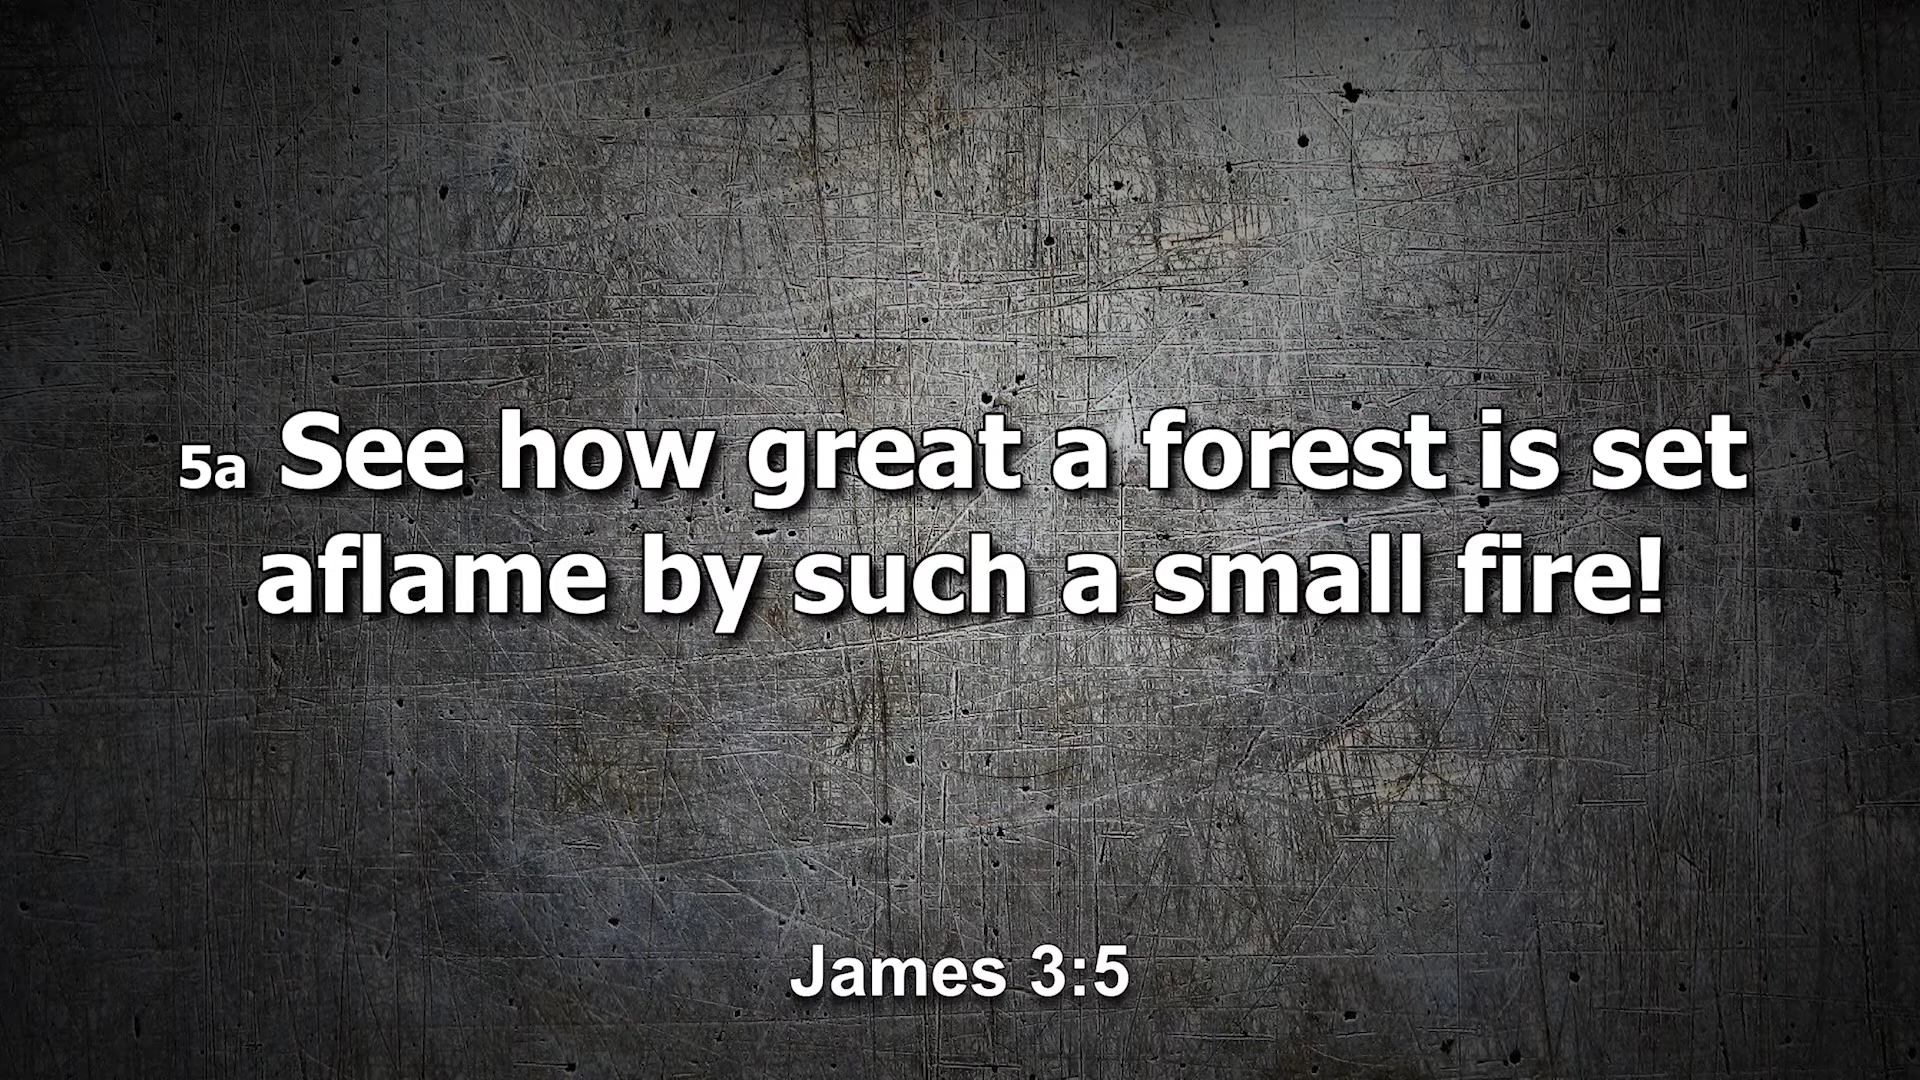 5a See how great a forest is set
aflame by such a small fire!
James 3:5